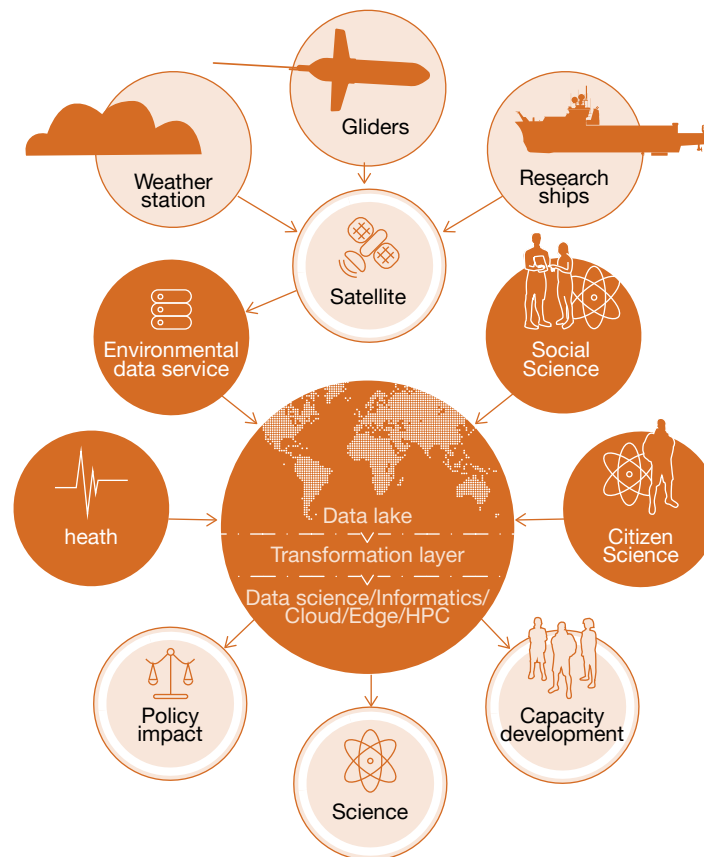 Gliders
Weather
station
Research
ships
Satellite
Environmental
data service
Social
Science
Data lake
heath
Citizen
Science
Transformation layer
Data science/Informatics/
Cloud/Edge/HPC
Policy
impact
Capacity
development
Science